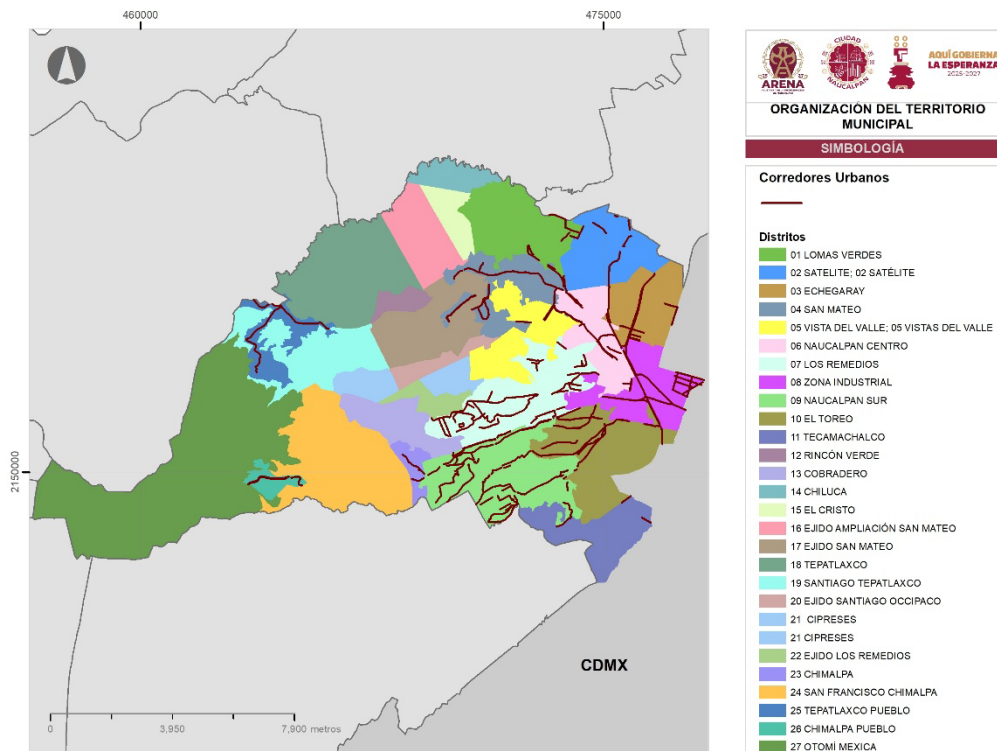 460000
475000
2150000
CDMX
0
3,950
7,900 metros
ARENA
CIUDAD
NAUCALPAN
AQUÍ GOBIERNA
LA ESPERANZA
2025-2027
ORGANIZACIÓN DEL TERRITORIO
MUNICIPAL
SIMBOLOGÍA
Corredores Urbanos
Distritos
01 LOMAS VERDES
02 SATELITE; 02 SATÉLITE
03 ECHEGARAY
04 SAN MATEO
05 VISTA DEL VALLE; 05 VISTAS DEL VALLE
06 NAUCALPAN CENTRO
07 LOS REMEDIOS
08 ZONA INDUSTRIAL
09 NAUCALPAN SUR
10 EL TOREO
11 TECAMACHALCO
12 RINCÓN VERDE
13 COBRADERO
14 CHILUCA
15 EL CRISTO
16 EJIDO AMPLIACIÓN SAN MATEO
17 EJIDO SAN MATEO
18 TEPATLAXCO
19 SANTIAGO TEPATLAXCO
20 EJIDO SANTIAGO OCCIPACO
21 CIPRESES
21 CIPRESES
22 EJIDO LOS REMEDIOS
23 CHIMALPA
24 SAN FRANCISCO CHIMALPA
25 TEPATLAXCO PUEBLO
26 CHIMALPA PUEBLO
27 OTOMÍ MEXICA